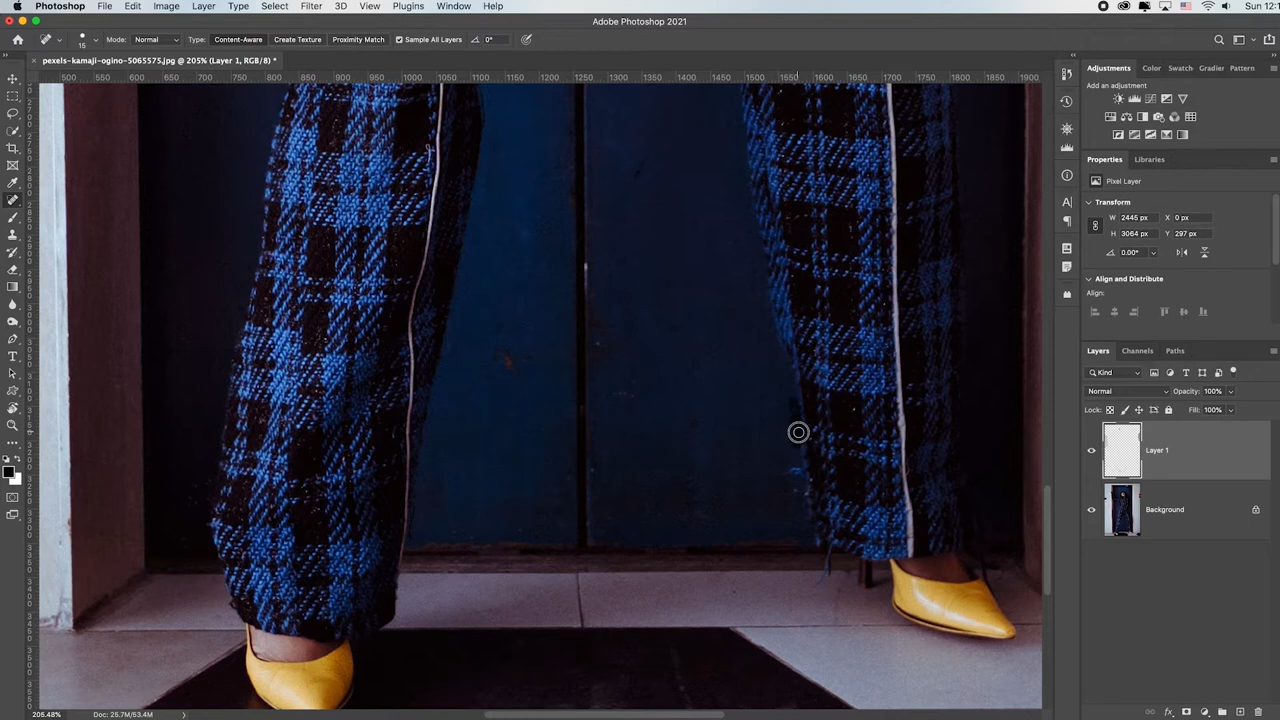 Photoshop File Edit Image Layer Type Select Filter 3D View Plugins Window Help Sun 12:1
Adobe Photoshop 2021
15 Mode: Normal Type: Content-Aware Create Texture Proximity Match Sample All Layers 0°
pexels-kamaji-ogino-5065575.jpg @ 205% (Layer 1, RGB/8) *
500 550 600 650 700 750 800 850 900 950 1000 1050 1100 1150 1200 1250 1300 1350 1400 1450 1500 1550 1600 1650 1700 1750 1800 1850 1900
Adjustments Color Swatch Gradier Pattern
Add an adjustment
Properties Libraries
Pixel Layer
Transform
W 2445 px X 0 px
H 3064 px Y 297 px
0.00°
Align and Distribute
Align:
Layers Channels Paths
Kind
Normal Opacity: 100%
Lock: Fill: 100%
Layer 1
Background
205.48% Doc: 25.7M/53.4M